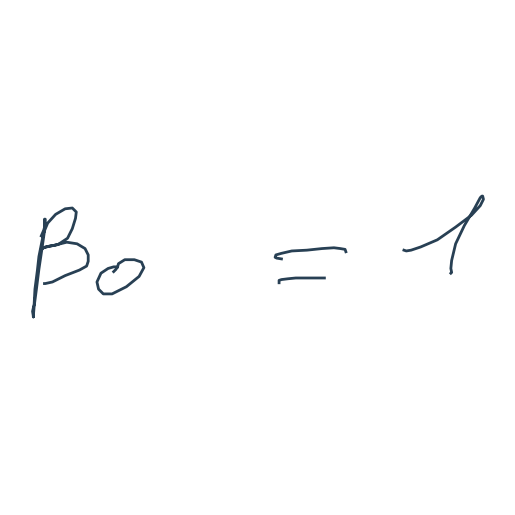 β₀ = 1